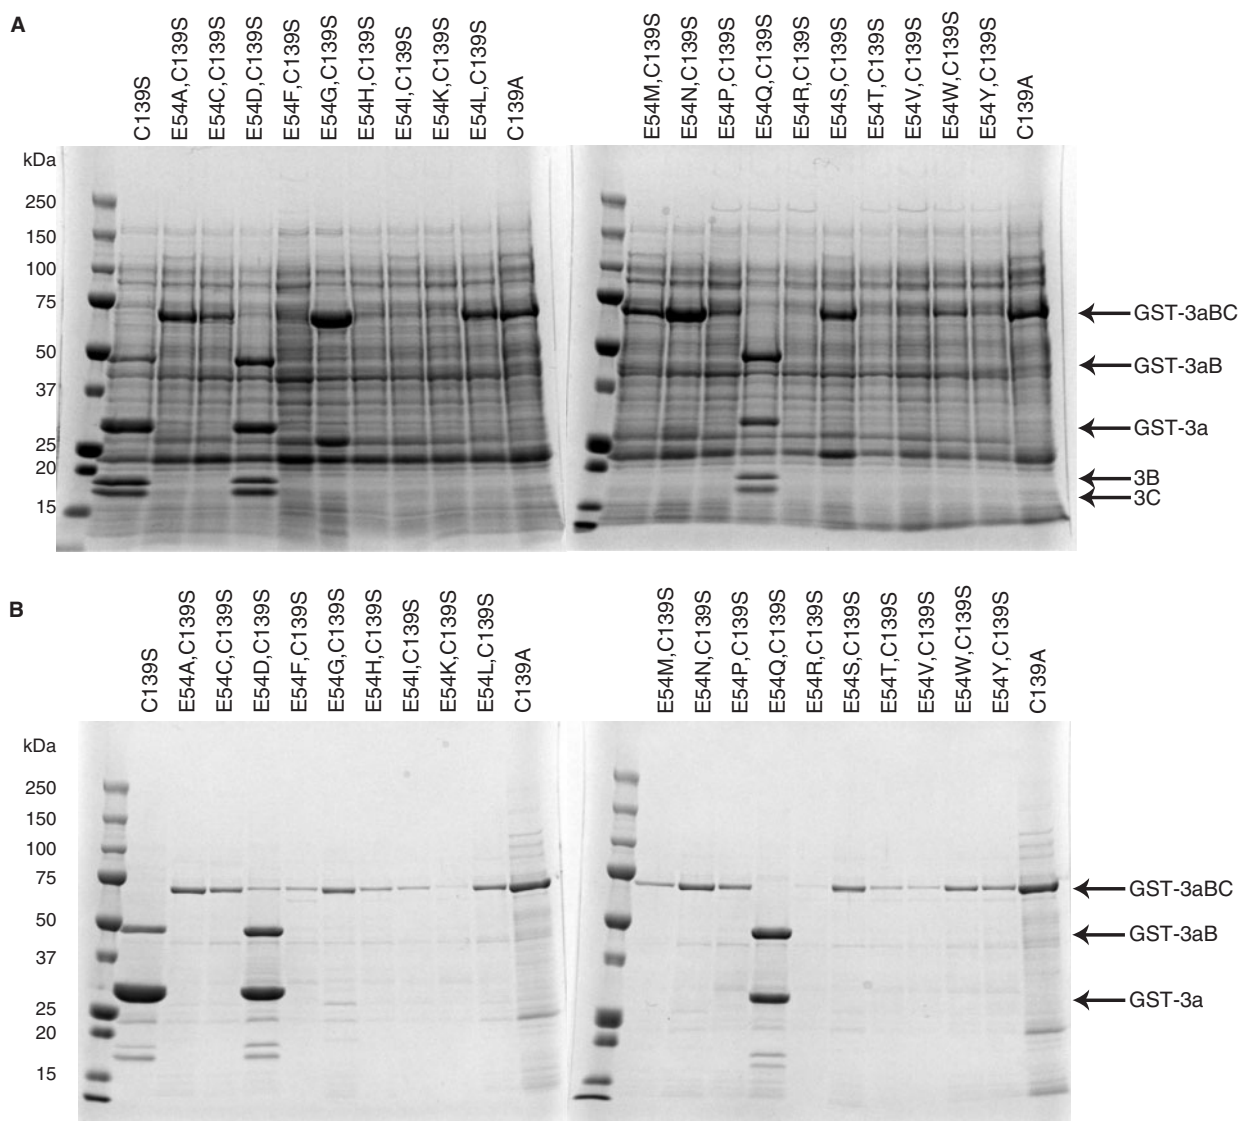 A
C139S
E54A,C139S
E54C,C139S
E54D,C139S
E54F,C139S
E54G,C139S
E54H,C139S
E54I,C139S
E54K,C139S
E54L,C139S
C139A
E54M,C139S
E54N,C139S
E54P,C139S
E54Q,C139S
E54R,C139S
E54S,C139S
E54T,C139S
E54V,C139S
E54W,C139S
E54Y,C139S
C139A
kDa
250
150
100
75
50
37
25
20
15
GST-3aBC
GST-3aB
GST-3a
3B
3C
B
C139S
E54A,C139S
E54C,C139S
E54D,C139S
E54F,C139S
E54G,C139S
E54H,C139S
E54I,C139S
E54K,C139S
E54L,C139S
C139A
E54M,C139S
E54N,C139S
E54P,C139S
E54Q,C139S
E54R,C139S
E54S,C139S
E54T,C139S
E54V,C139S
E54W,C139S
E54Y,C139S
C139A
kDa
250
150
100
75
50
37
25
20
15
GST-3aBC
GST-3aB
GST-3a